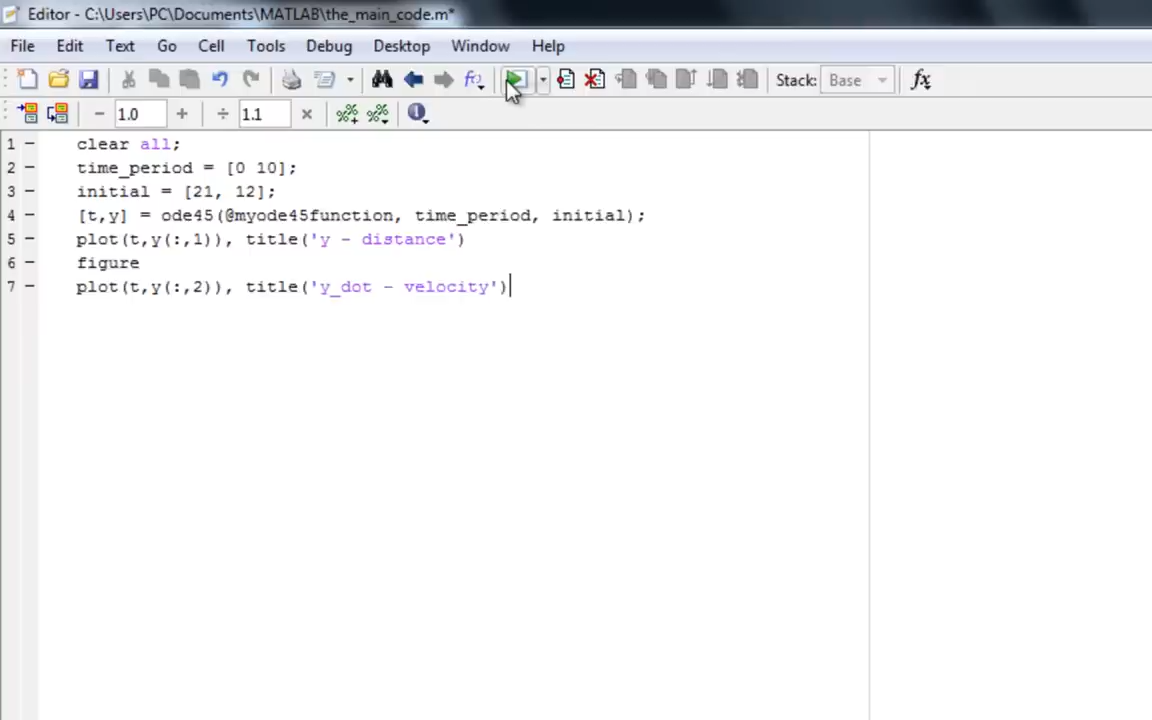 Editor - C:\Users\PC\Documents\MATLAB\the_main_code.m*
File Edit Text Go Cell Tools Debug Desktop Window Help
Stack: Base fx
1.0 1.1
1 clear all;
2 time_period = [0 10];
3 initial = [21, 12];
4 [t,y] = ode45(@myode45function, time_period, initial);
5 plot(t,y(:,1)), title('y - distance')
6 figure
7 plot(t,y(:,2)), title('y_dot - velocity')